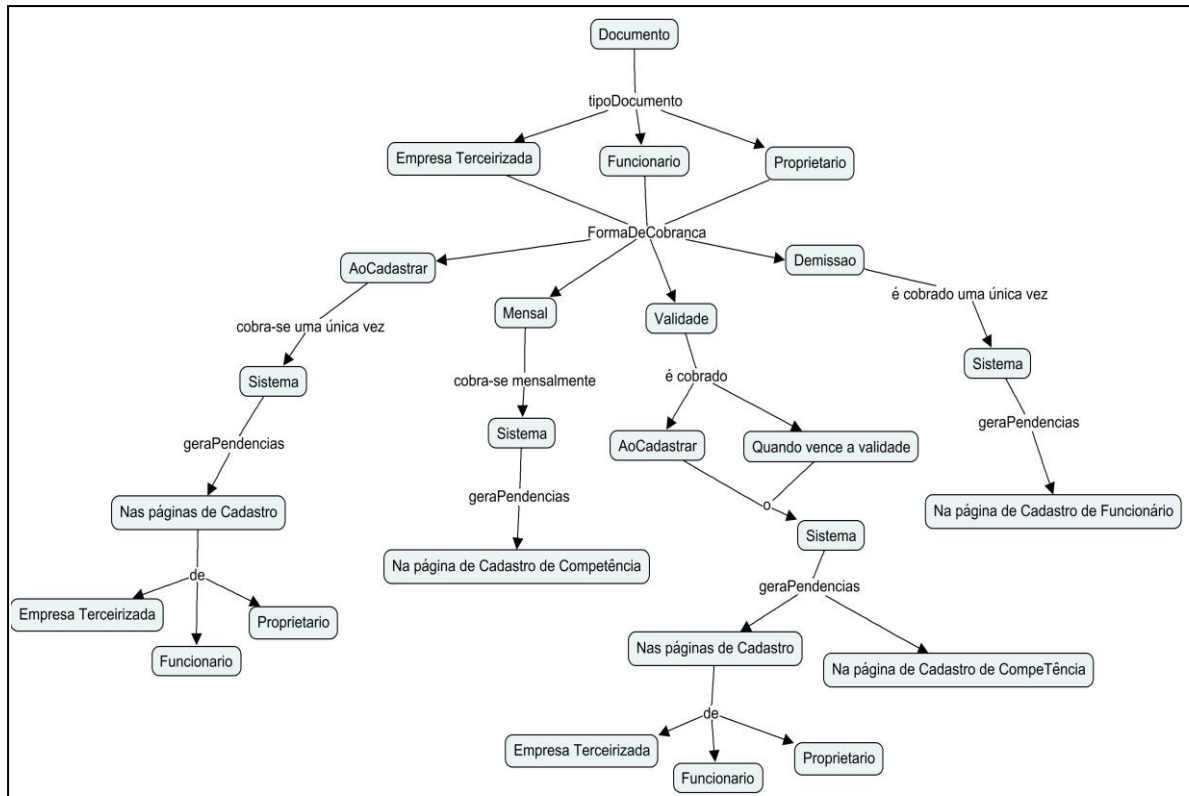 Documento
tipoDocumento
Empresa Terceirizada
Funcionario
Proprietario
FormaDeCobranca
AoCadastrar
Demissao
é cobrado uma única vez
Mensal
Validade
cobra-se uma única vez
Sistema
cobra-se mensalmente
é cobrado
Sistema
Sistema
AoCadastrar
Quando vence a validade
geraPendencias
geraPendencias
geraPendencias
Nas páginas de Cadastro
o
Na página de Cadastro de Funcionário
Sistema
Na página de Cadastro de Competência
de
geraPendencias
Empresa Terceirizada
Proprietario
Funcionario
Nas páginas de Cadastro
Na página de Cadastro de CompeTência
de
Empresa Terceirizada
Proprietario
Funcionario